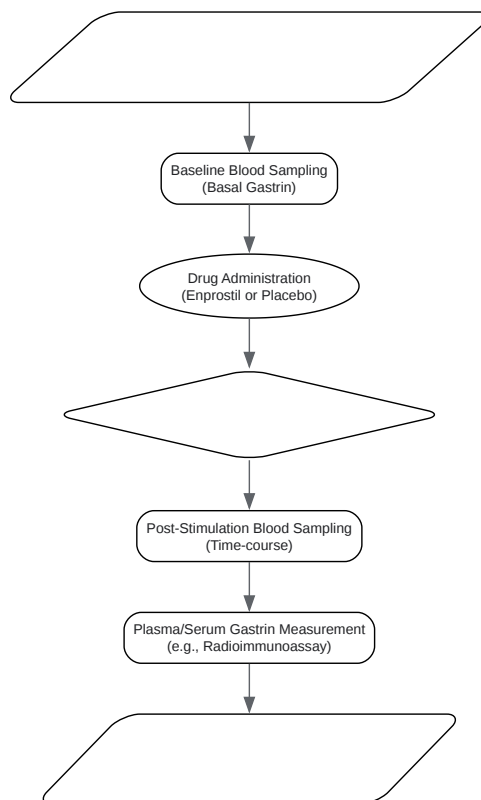 Baseline Blood Sampling
(Basal Gastrin)
Drug Administration
(Enprostil or Placebo)
Post-Stimulation Blood Sampling
(Time-course)
Plasma/Serum Gastrin Measurement
(e.g., Radioimmunoassay)